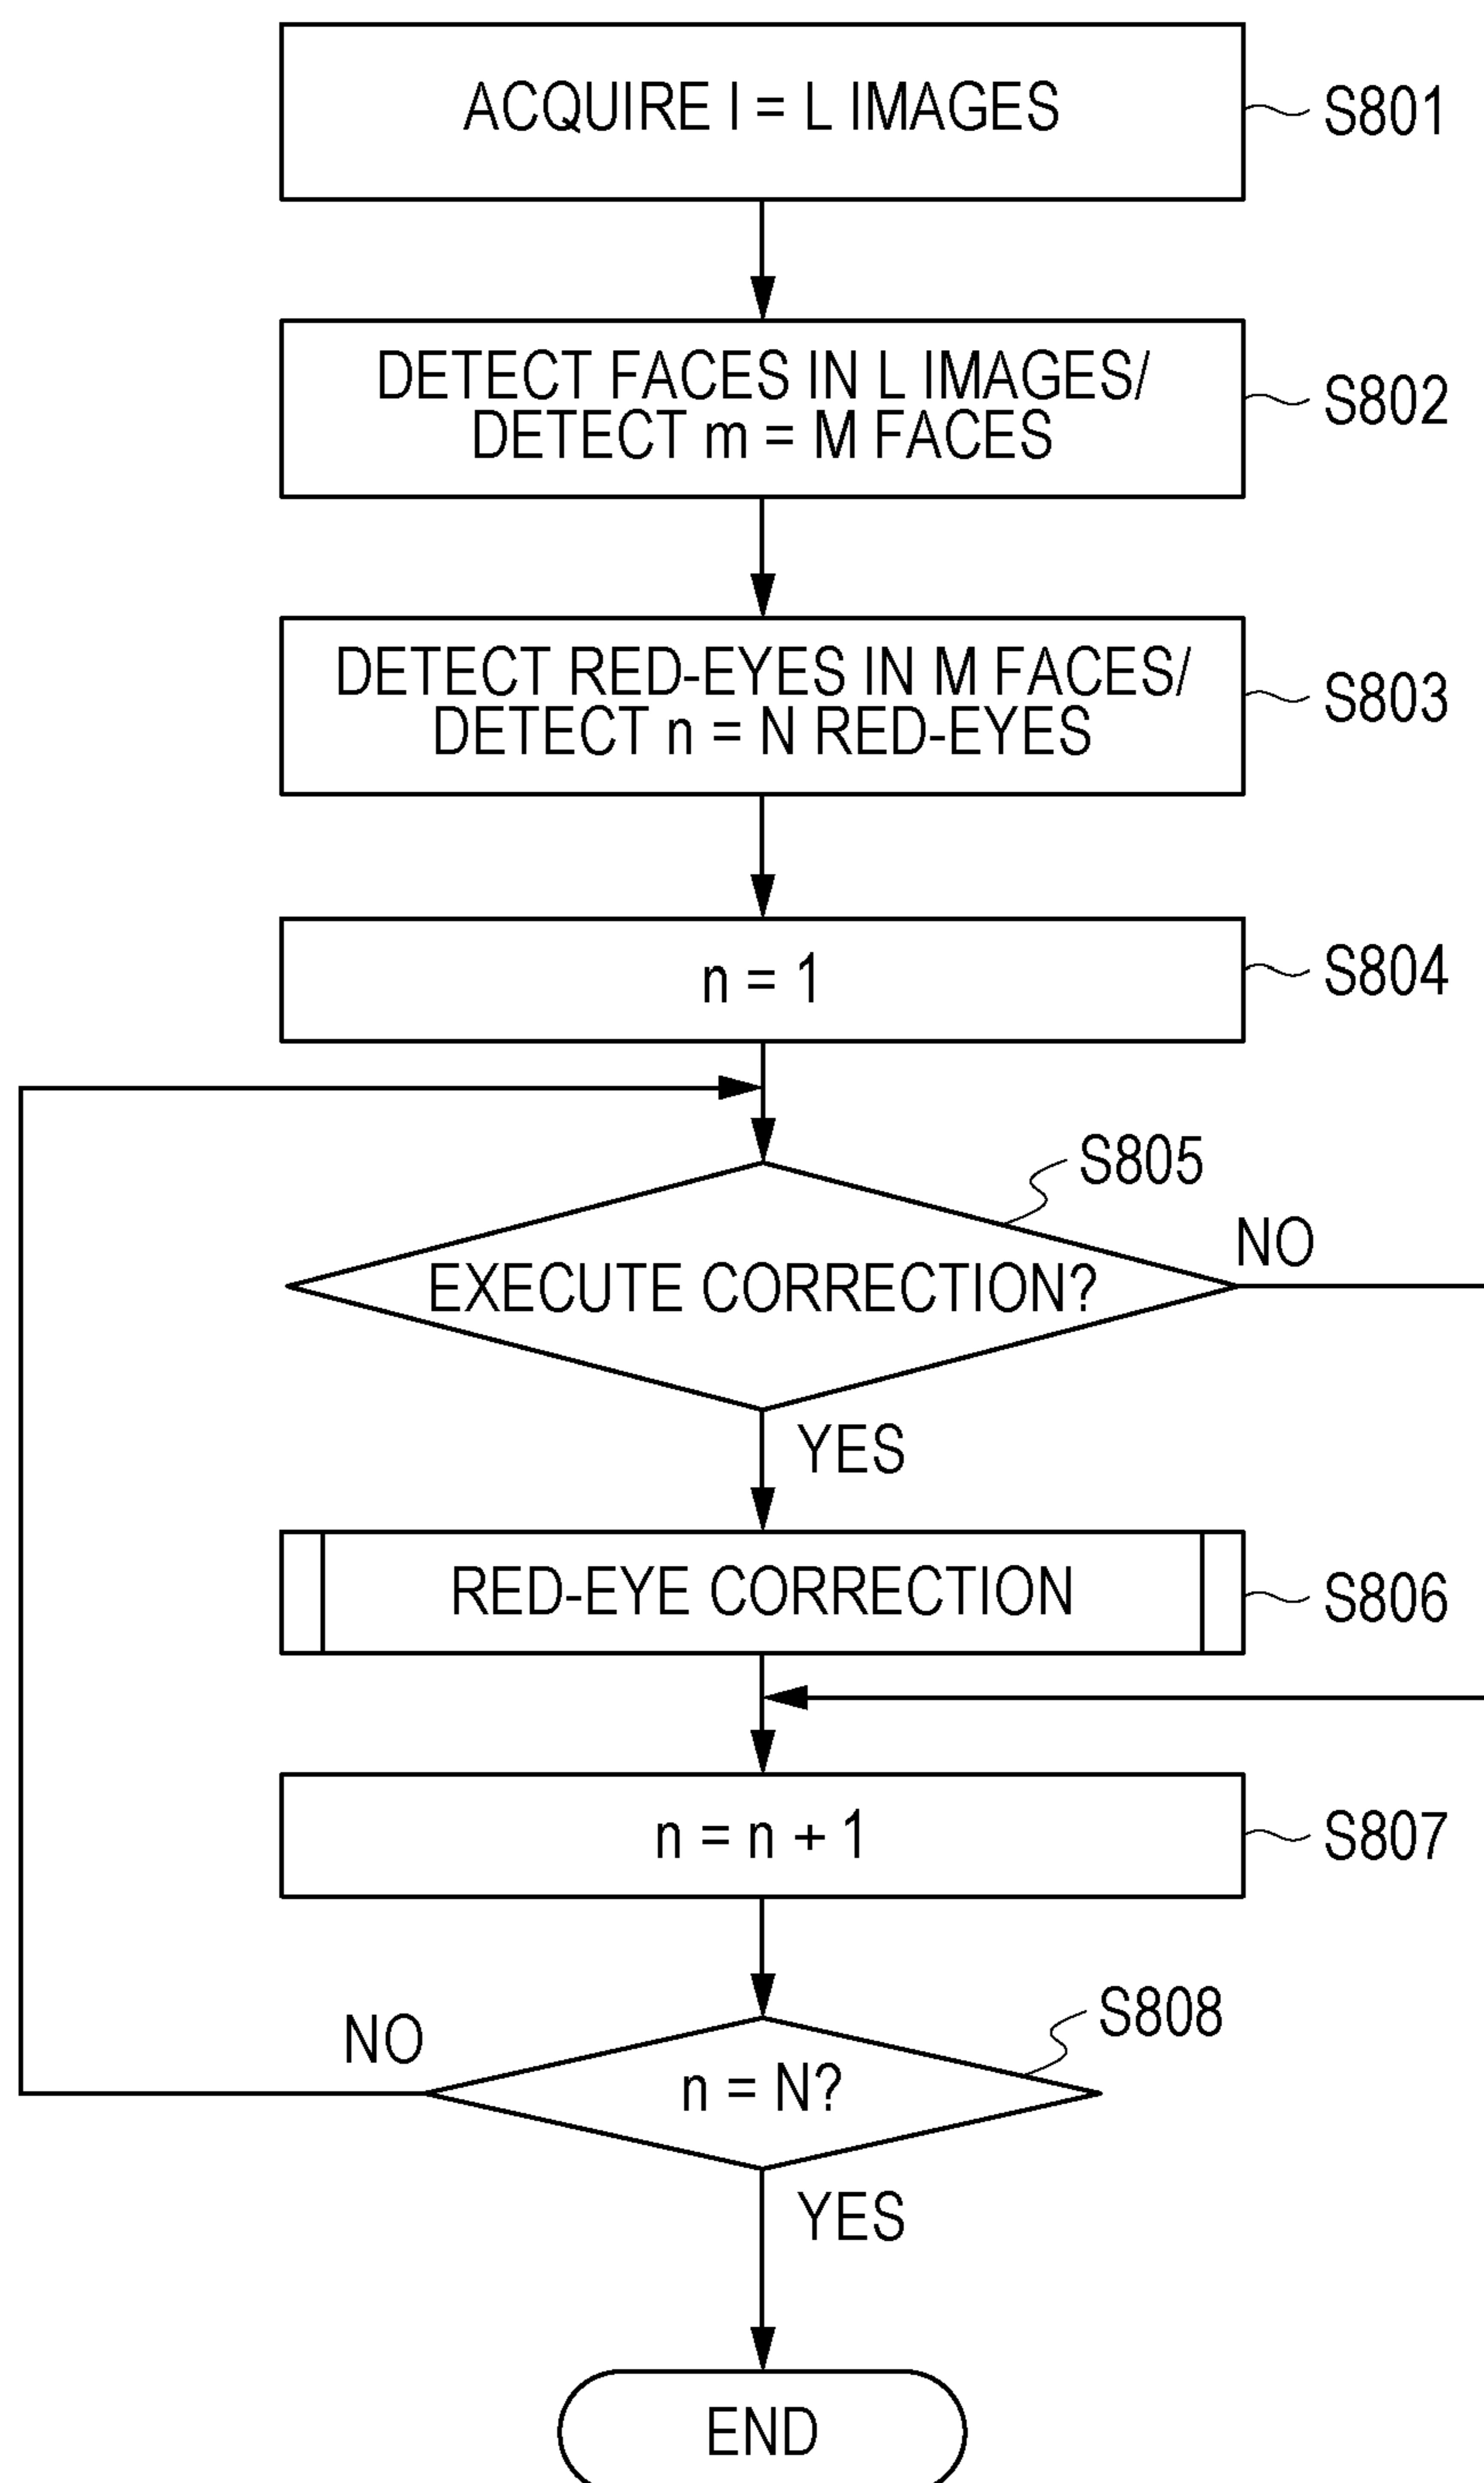 ACQUIRE l = L IMAGES
S801
DETECT FACES IN L IMAGES/
DETECT m = M FACES
S802
DETECT RED-EYES IN M FACES/
DETECT n = N RED-EYES
S803
n = 1
S804
S805
EXECUTE CORRECTION?
NO
YES
RED-EYE CORRECTION
S806
n = n + 1
S807
S808
n = N?
NO
YES
END